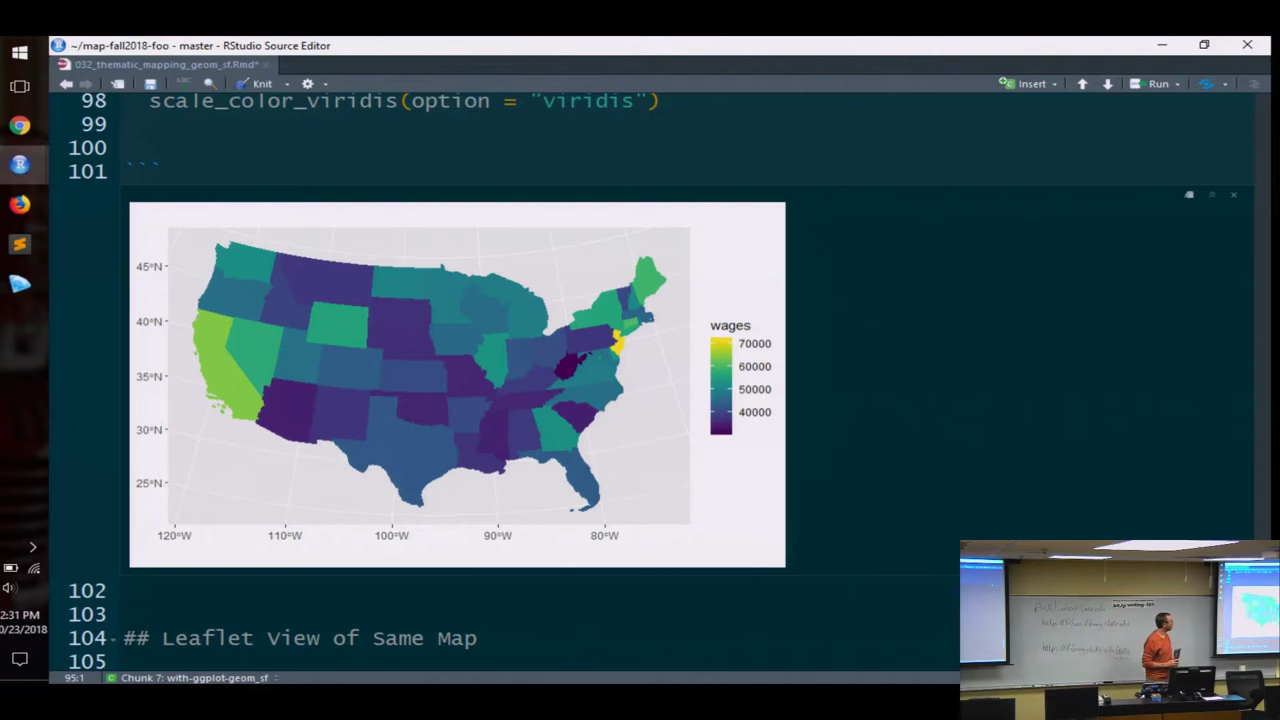 ~/map-fall2018-foo - master - RStudio Source Editor
032_thematic_mapping_geom_sf.Rmd*
ABC
Knit
Insert
Run
98 scale_color_viridis(option = "viridis")
99
100
101 ```
wages
70000
60000
50000
40000
45°N
40°N
35°N
30°N
25°N
120°W 110°W 100°W 90°W 80°W
102
103
104 ## Leaflet View of Same Map
105
95:1 Chunk 7: with-ggplot-geom_sf
2:31 PM
0/23/2018